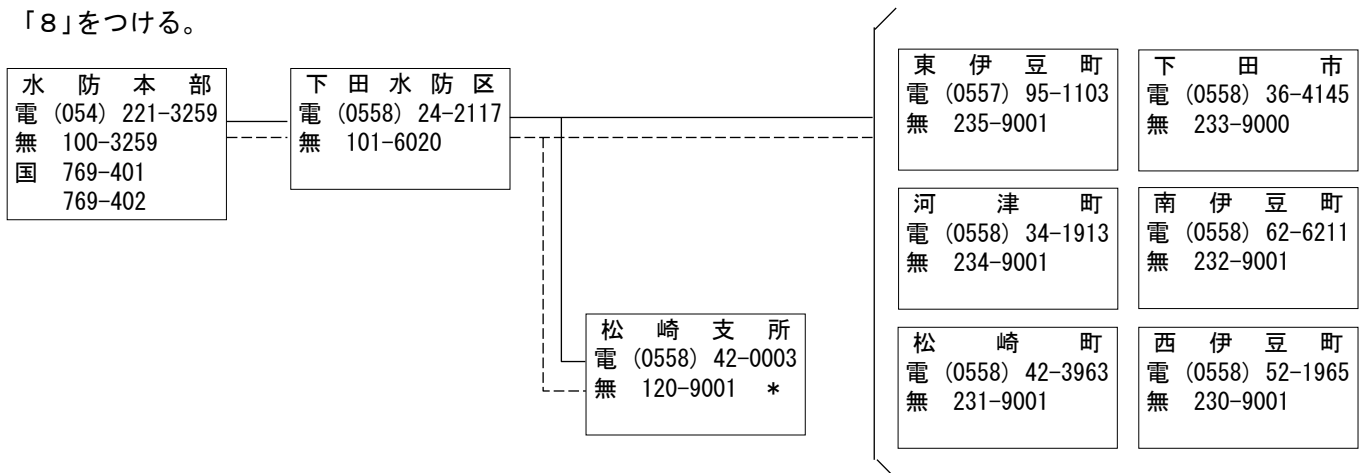 「８」をつける。
水防本部
電 (054) 221-3259
無 100-3259
国 769-401
769-402
下田水防区
電 (0558) 24-2117
無 101-6020
松崎支所
電 (0558) 42-0003
無 120-9001 *
東伊豆町
電 (0557) 95-1103
無 235-9001
下田市
電 (0558) 36-4145
無 233-9000
河津町
電 (0558) 34-1913
無 234-9001
南伊豆町
電 (0558) 62-6211
無 232-9001
松崎町
電 (0558) 42-3963
無 231-9001
西伊豆町
電 (0558) 52-1965
無 230-9001